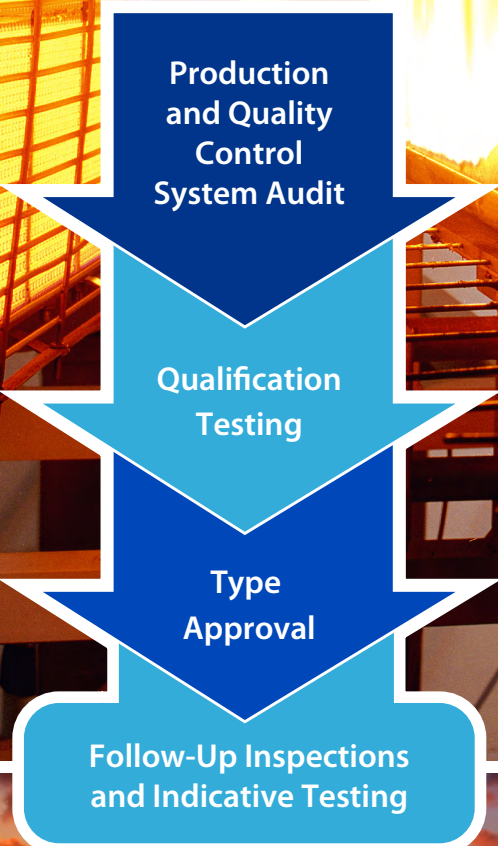 Production
and Quality
Control
System Audit
Qualification
Testing
Type
Approval
Follow-Up Inspections
and Indicative Testing